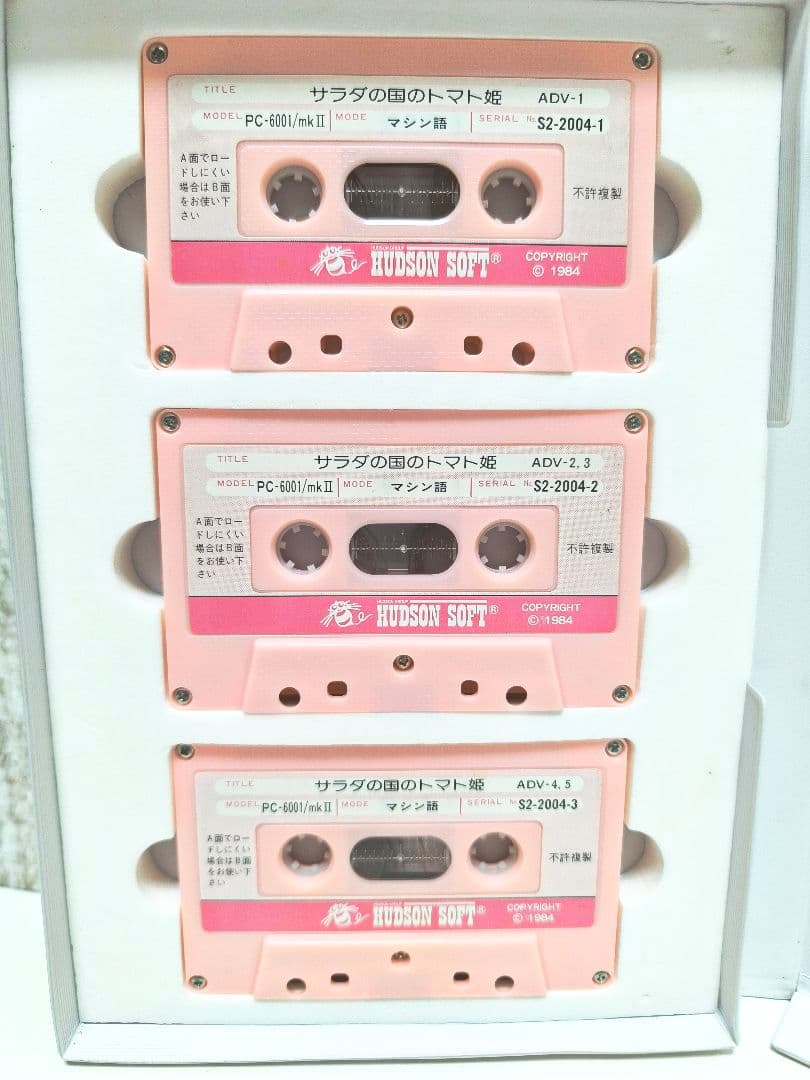 TITLE サラダの国のトマト姫 ADV-1
MODEL PC-6001/mkⅡ MODE マシン語 SERIAL № S2-2004-1
A面でロー
ドしにくい
場合はB面
をお使い下
さい
不許複製
HUDSON SOFT® COPYRIGHT
© 1984
TITLE サラダの国のトマト姫 ADV-2,3
MODEL PC-6001/mkⅡ MODE マシン語 SERIAL № S2-2004-2
A面でロー
ドしにくい
場合はB面
をお使い下
さい
不許複製
HUDSON SOFT® COPYRIGHT
© 1984
TITLE サラダの国のトマト姫 ADV-4,5
MODEL PC-6001/mkⅡ MODE マシン語 SERIAL № S2-2004-3
A面でロー
ドしにくい
場合はB面
をお使い下
さい
不許複製
HUDSON SOFT® COPYRIGHT
© 1984